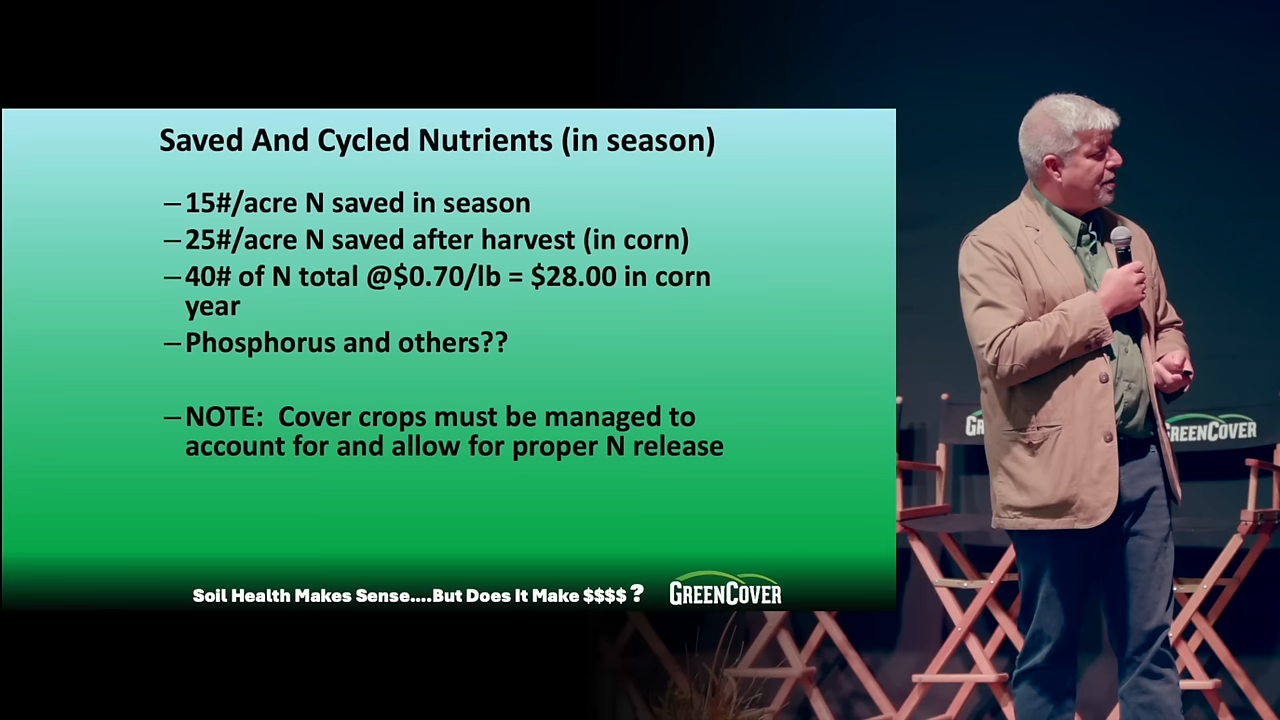 Saved And Cycled Nutrients (in season)
–15#/acre N saved in season
–25#/acre N saved after harvest (in corn)
–40# of N total @$0.70/lb = $28.00 in corn
year
–Phosphorus and others??
–NOTE:  Cover crops must be managed to
account for and allow for proper N release
Soil Health Makes Sense....But Does It Make $$$$ ?
GREENCOVER
GREENCOVER